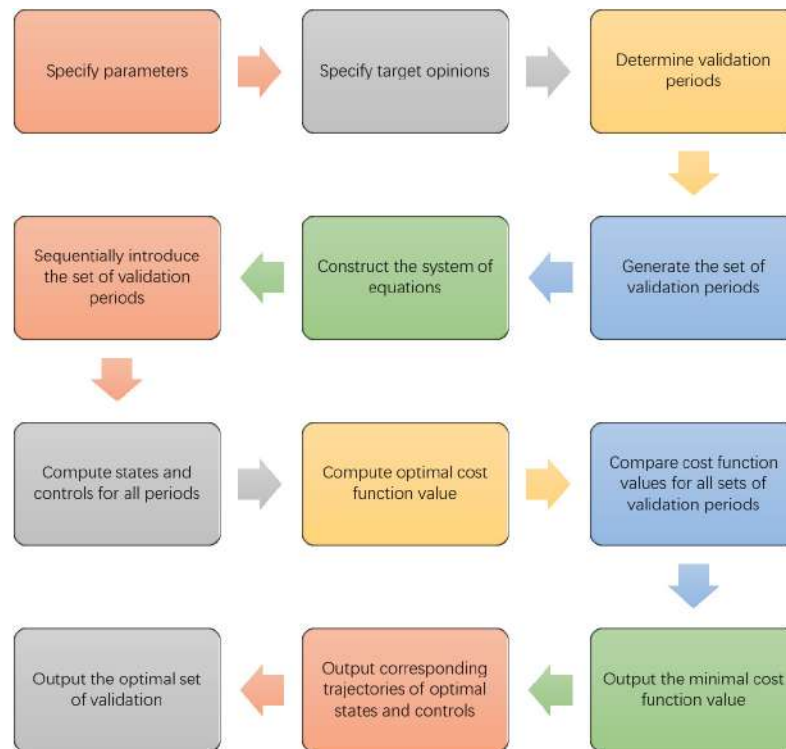 Specify parameters
Specify target opinions
Determine validation
periods
Generate the set of
validation periods
Construct the system of
equations
Sequentially introduce
the set of validation
periods
Compute states and
controls for all periods
Compute optimal cost
function value
Compare cost function
values for all sets of
validation periods
Output the minimal cost
function value
Output corresponding
trajectories of optimal
states and controls
Output the optimal set
of validation